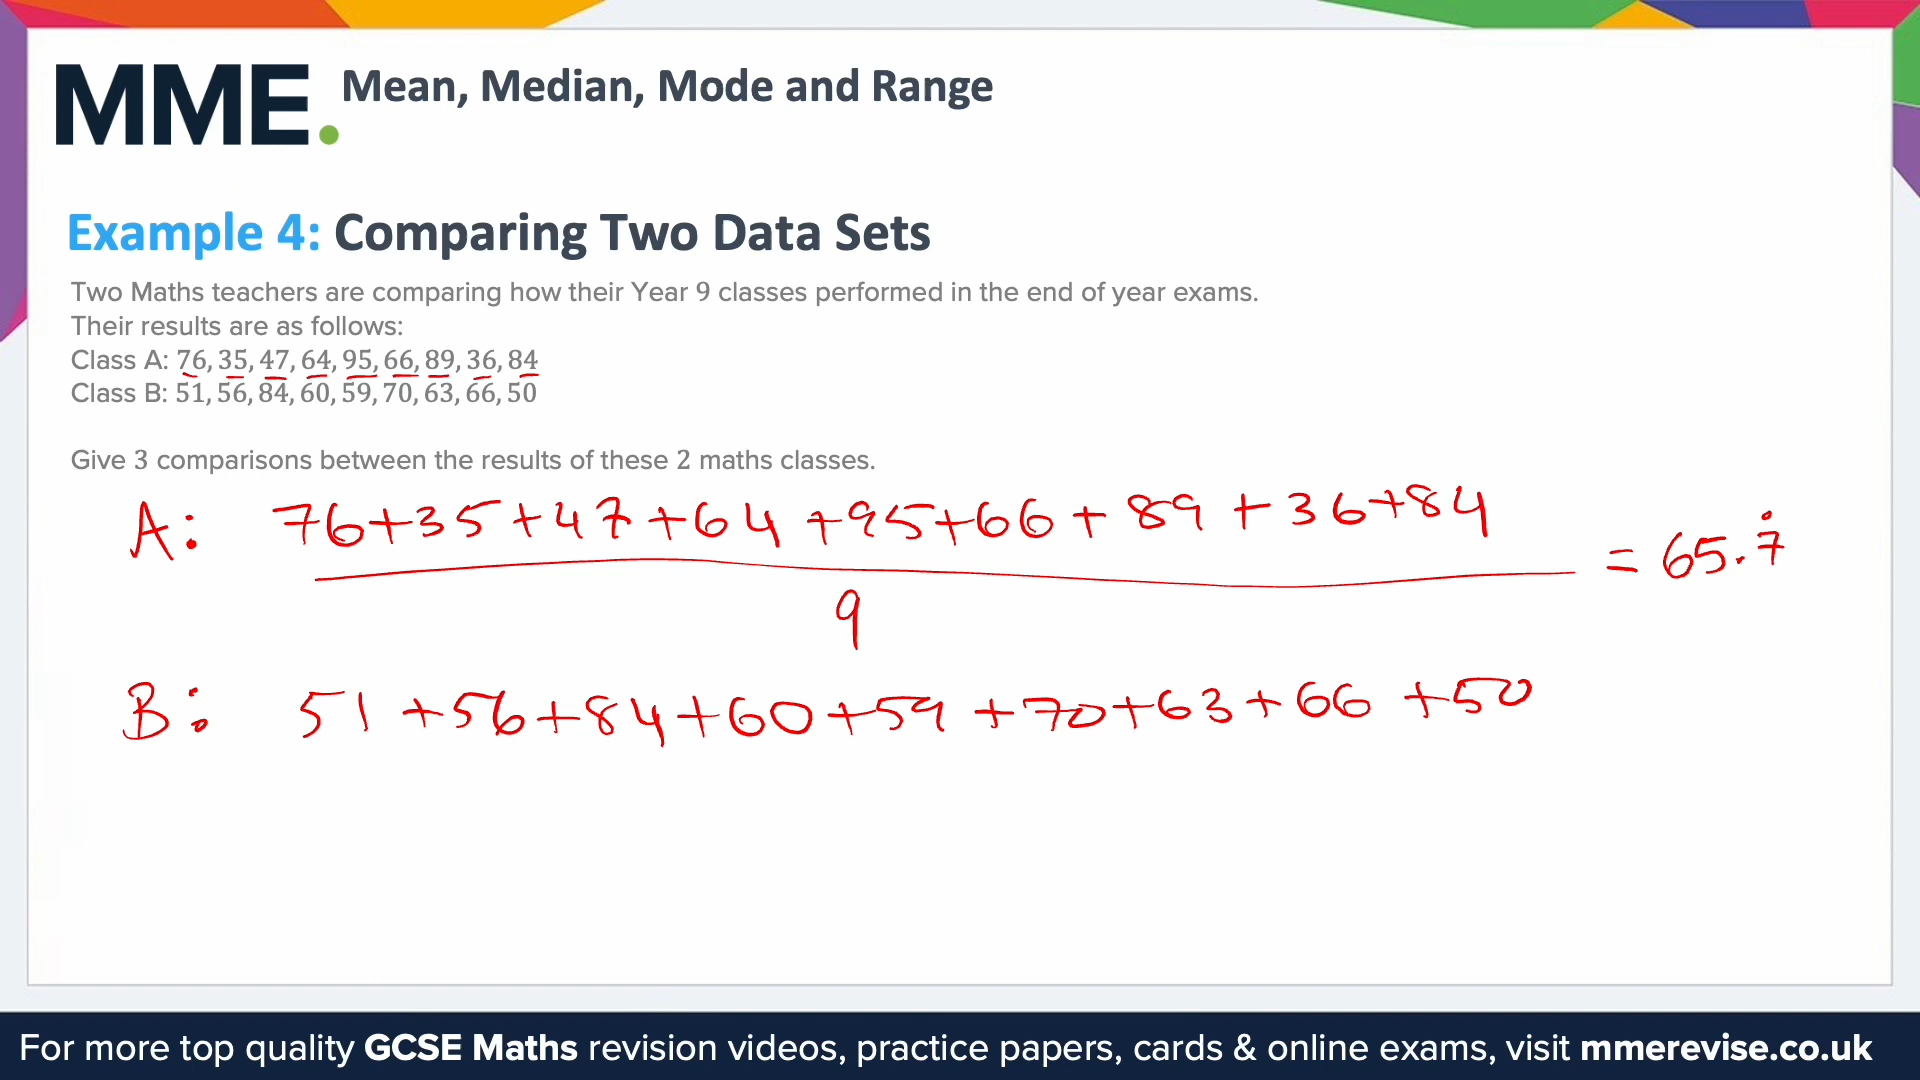 MME.
Mean, Median, Mode and Range
Example 4: Comparing Two Data Sets
Two Maths teachers are comparing how their Year 9 classes performed in the end of year exams.
Their results are as follows:
Class A: 76, 35, 47, 64, 95, 66, 89, 36, 84
Class B: 51, 56, 84, 60, 59, 70, 63, 66, 50
Give 3 comparisons between the results of these 2 maths classes.
A: 76+35+47+64+95+66+89+36+84
= 65.7̇
9
B: 51+56+84+60+59+70+63+66+50
For more top quality GCSE Maths revision videos, practice papers, cards & online exams, visit mmerevise.co.uk